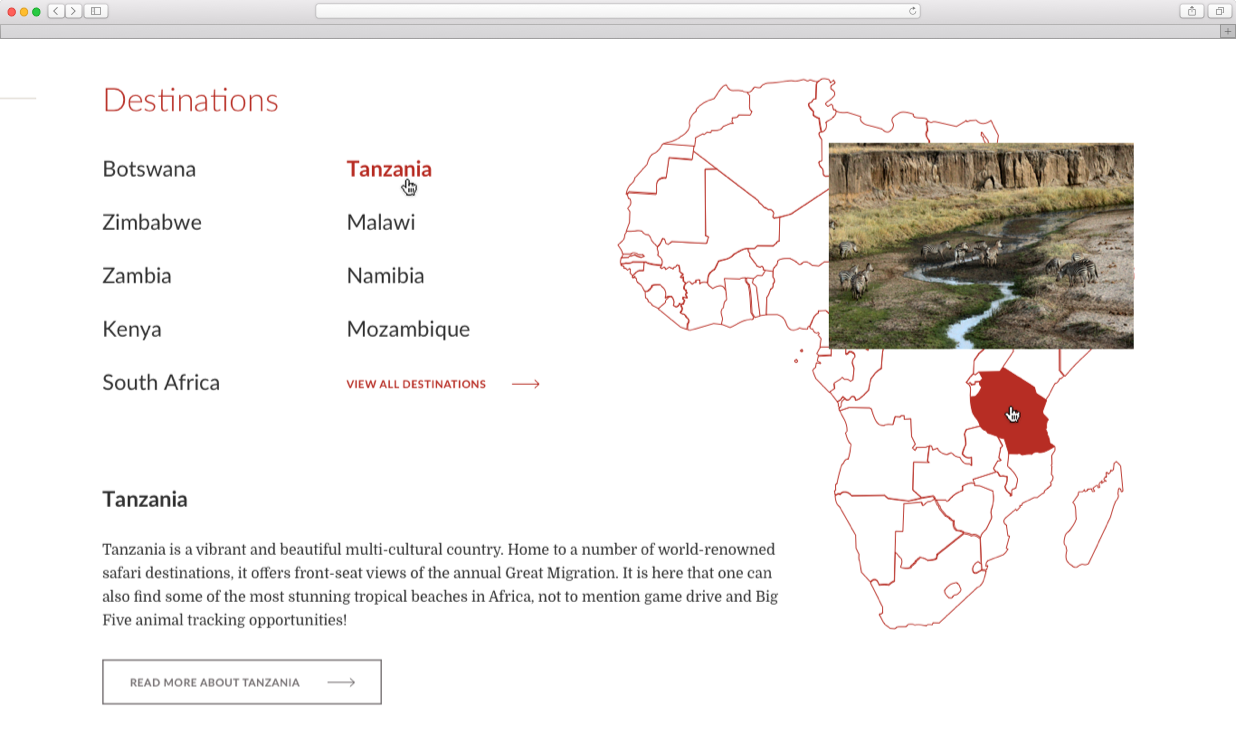 Destinations
Botswana
Tanzania
Zimbabwe
Malawi
Zambia
Namibia
Kenya
Mozambique
South Africa
VIEW ALL DESTINATIONS
Tanzania
Tanzania is a vibrant and beautiful multi-cultural country. Home to a number of world-renowned
safari destinations, it offers front-seat views of the annual Great Migration. It is here that one can
also find some of the most stunning tropical beaches in Africa, not to mention game drive and Big
Five animal tracking opportunities!
READ MORE ABOUT TANZANIA